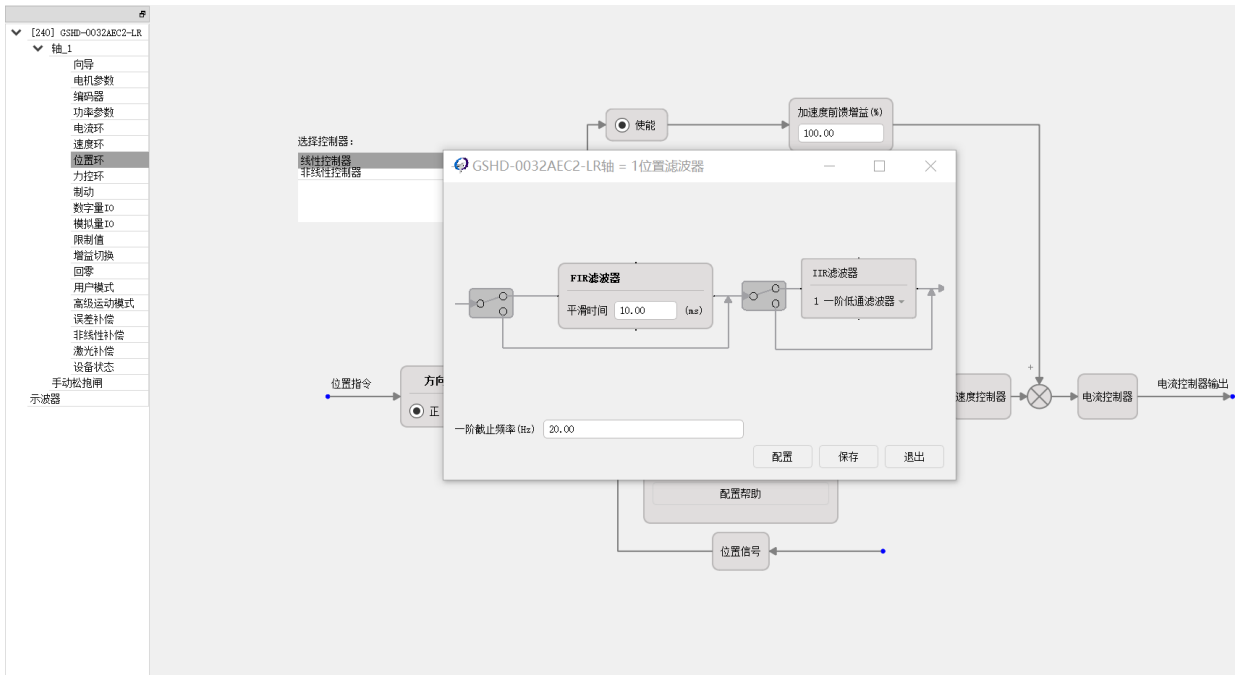 [240] GSHD-0032AEC2-LR
轴_1
向导
电机参数
编码器
功率参数
电流环
速度环
位置环
力控环
制动
数字量IO
模拟量IO
限制值
增益切换
回零
用户模式
高级运动模式
误差补偿
非线性补偿
激光补偿
设备状态
手动松抱闸
示波器
选择控制器:
线性控制器
非线性控制器
使能
加速度前馈增益(%)
100.00
GSHD-0032AEC2-LR轴 = 1位置滤波器
FIR滤波器
平滑时间 10.00 (ms)
IIR滤波器
1 一阶低通滤波器
一阶截止频率(Hz) 20.00
配置 保存 退出
位置指令
方向
正
速度控制器
+
电流控制器
电流控制器输出
配置帮助
位置信号